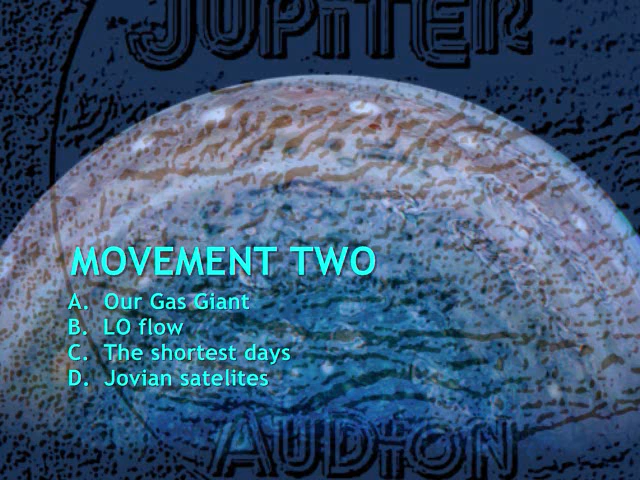 JUPITER
MOVEMENT TWO
A. Our Gas Giant
B. LO flow
C. The shortest days
D. Jovian satelites
AUDION